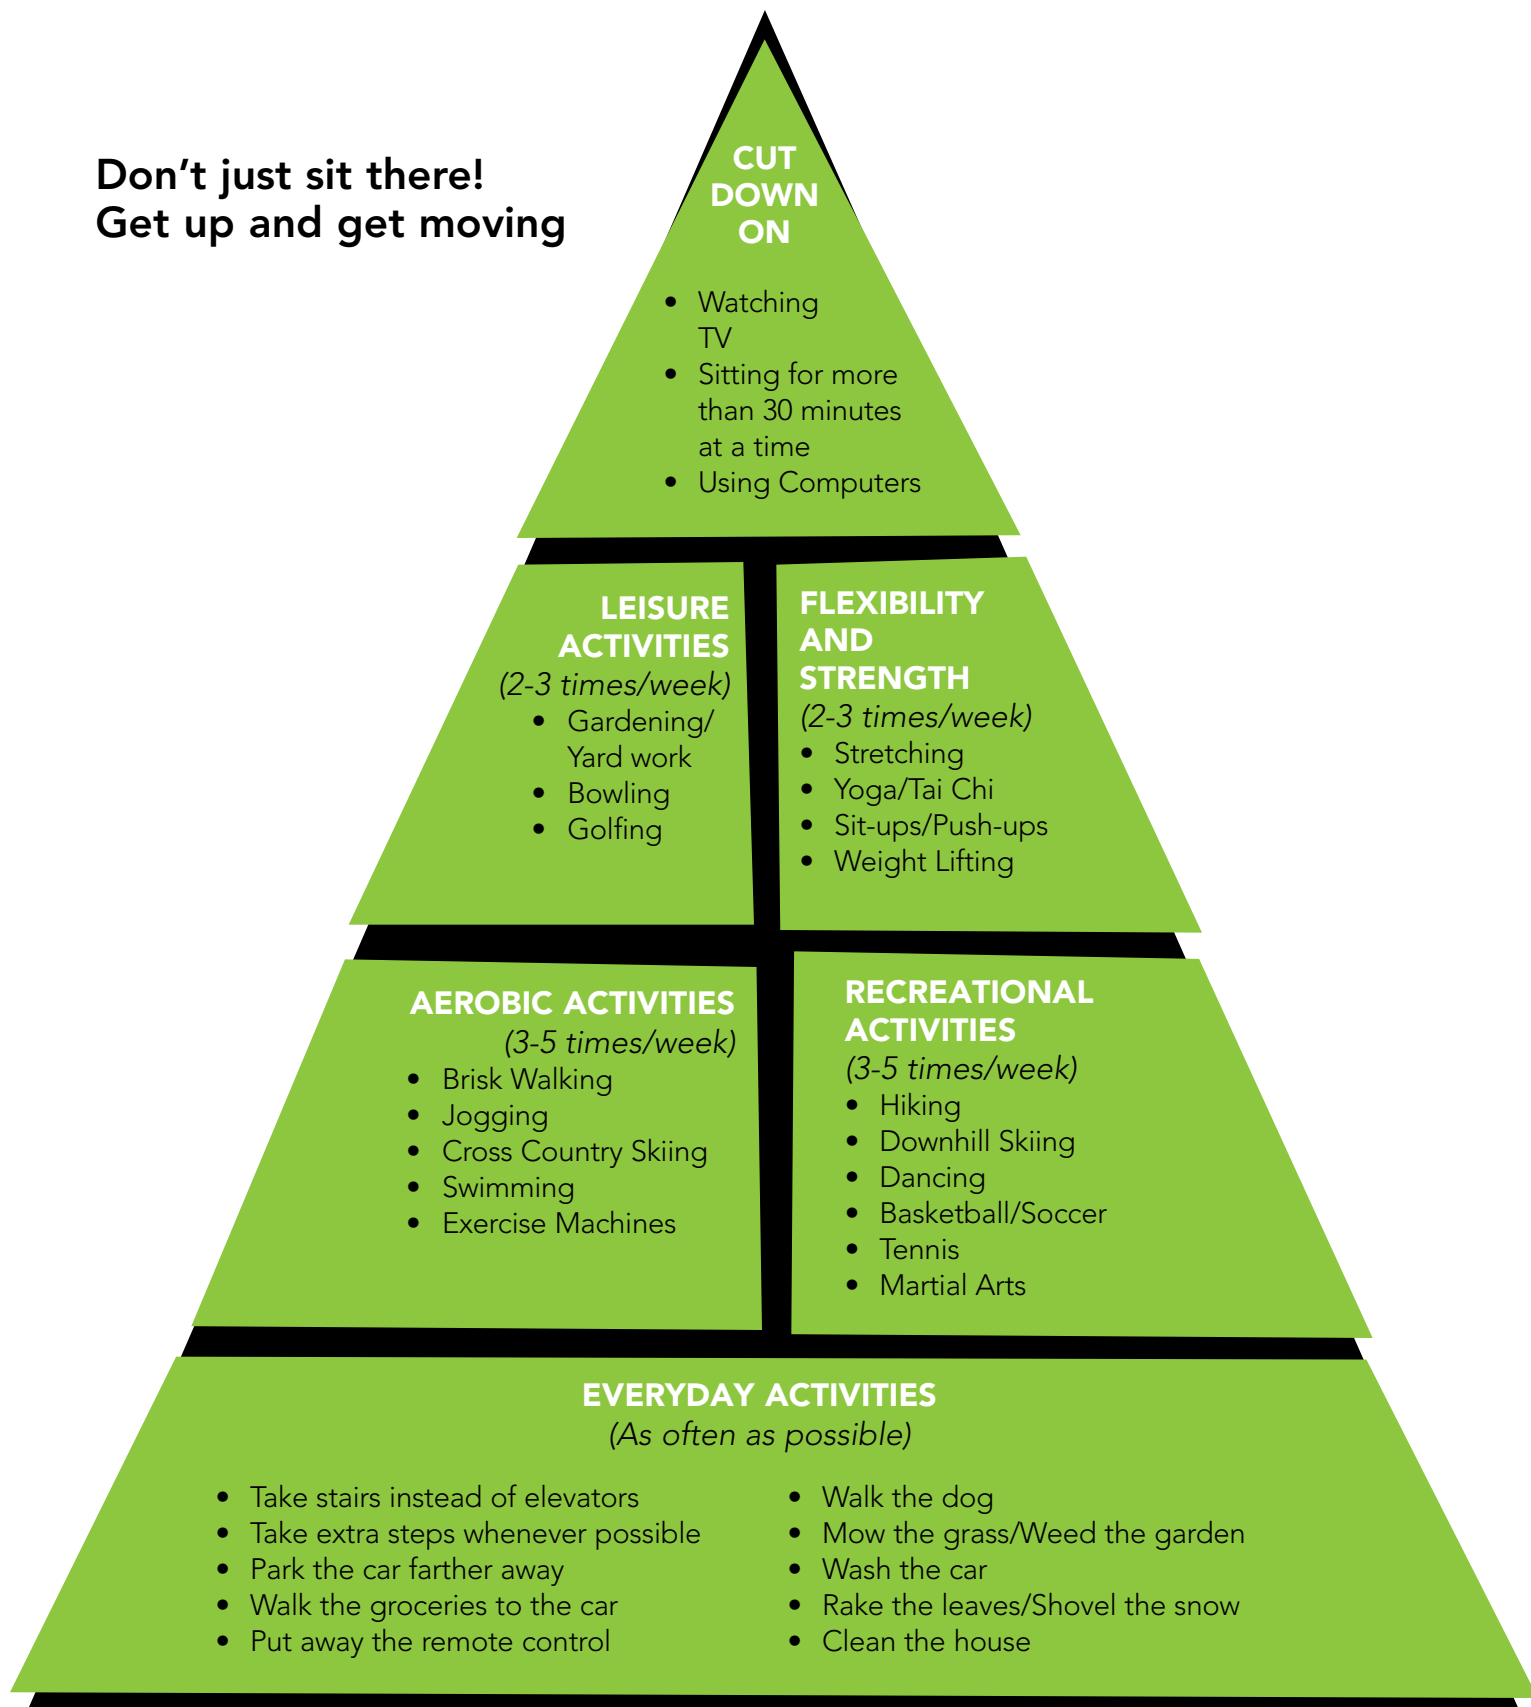 Don't just sit there!
Get up and get moving
CUT
DOWN
ON
• Watching
TV
• Sitting for more
than 30 minutes
at a time
• Using Computers
LEISURE
ACTIVITIES
(2-3 times/week)
• Gardening/
Yard work
• Bowling
• Golfing
FLEXIBILITY
AND
STRENGTH
(2-3 times/week)
• Stretching
• Yoga/Tai Chi
• Sit-ups/Push-ups
• Weight Lifting
AEROBIC ACTIVITIES
(3-5 times/week)
• Brisk Walking
• Jogging
• Cross Country Skiing
• Swimming
• Exercise Machines
RECREATIONAL
ACTIVITIES
(3-5 times/week)
• Hiking
• Downhill Skiing
• Dancing
• Basketball/Soccer
• Tennis
• Martial Arts
EVERYDAY ACTIVITIES
(As often as possible)
• Take stairs instead of elevators
• Take extra steps whenever possible
• Park the car farther away
• Walk the groceries to the car
• Put away the remote control
• Walk the dog
• Mow the grass/Weed the garden
• Wash the car
• Rake the leaves/Shovel the snow
• Clean the house